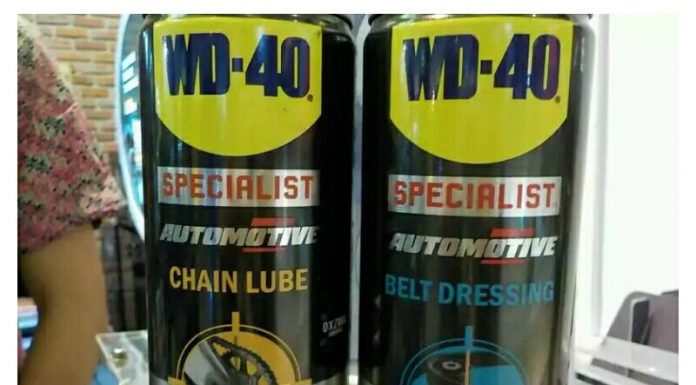 WD-40
SPECIALIST
AUTOMOTIVE
CHAIN LUBE
WD-40
SPECIALIST
AUTOMOTIVE
BELT DRESSING